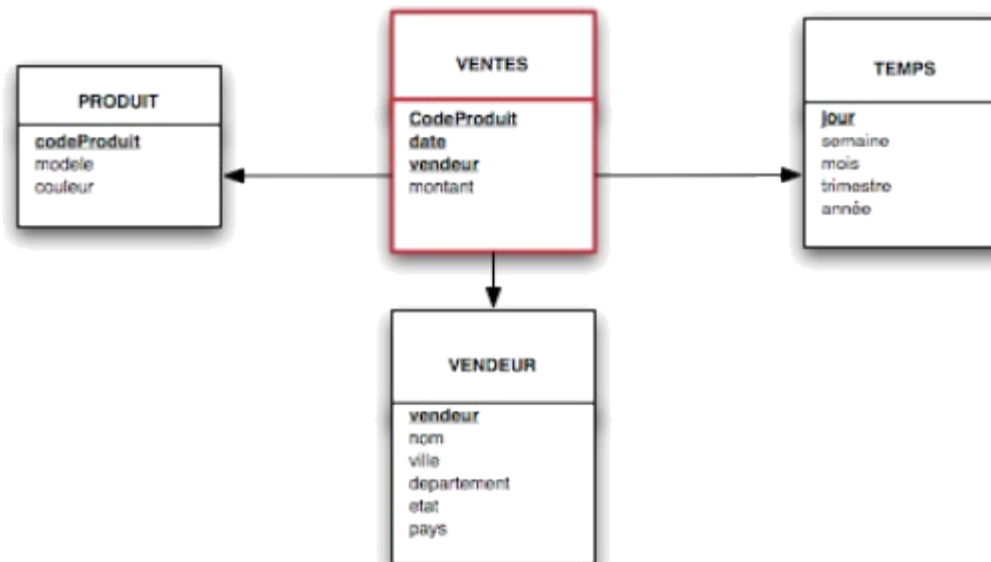 PRODUIT
codeProduit
modele
couleur
VENTES
CodeProduit
date
vendeur
montant
TEMPS
jour
semaine
mois
trimestre
année
VENDEUR
vendeur
nom
ville
departement
etat
pays